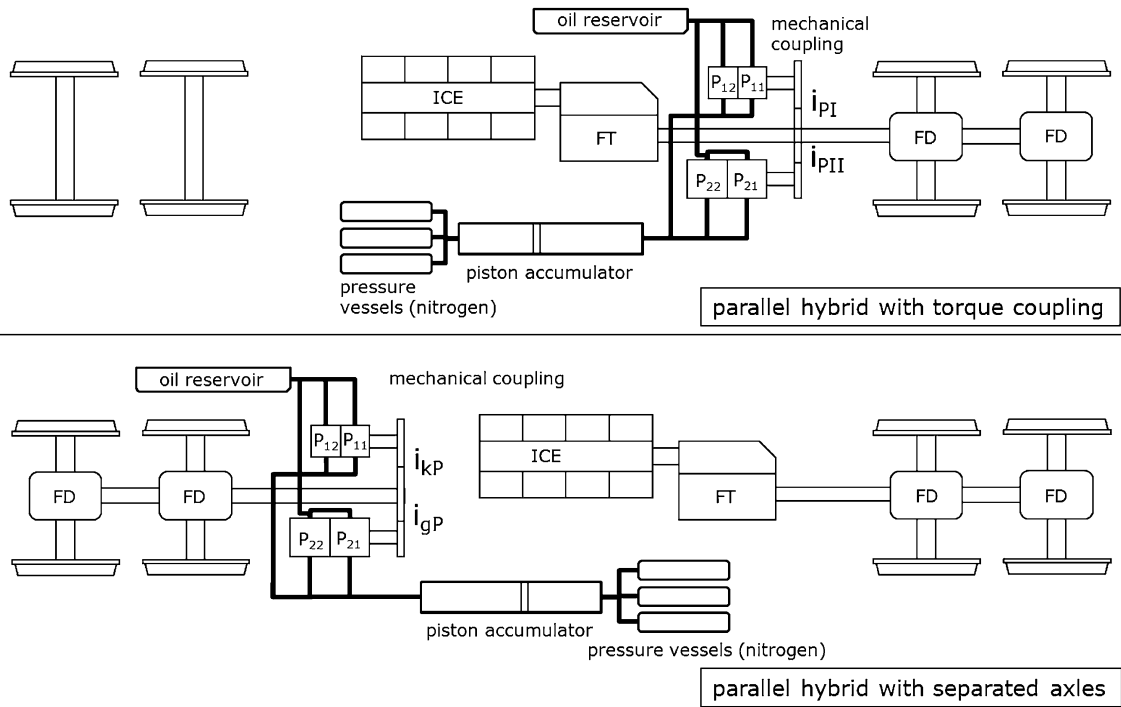 oil reservoir
mechanical
coupling
ICE
P12 P11
iPI
FT
FD
FD
iPII
P22 P21
piston accumulator
pressure
vessels (nitrogen)
parallel hybrid with torque coupling
oil reservoir
mechanical coupling
P12 P11
ikP
ICE
FD
FD
FT
FD
FD
igP
P22 P21
piston accumulator
pressure vessels (nitrogen)
parallel hybrid with separated axles